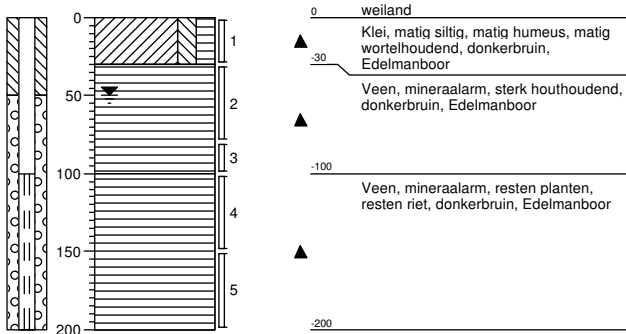 0
50
100
150
200
1
2
3
4
5
0
weiland
Klei, matig siltig, matig humeus, matig
wortelhoudend, donkerbruin,
Edelmanboor
-30
Veen, mineraalarm, sterk houthoudend,
donkerbruin, Edelmanboor
-100
Veen, mineraalarm, resten planten,
resten riet, donkerbruin, Edelmanboor
-200